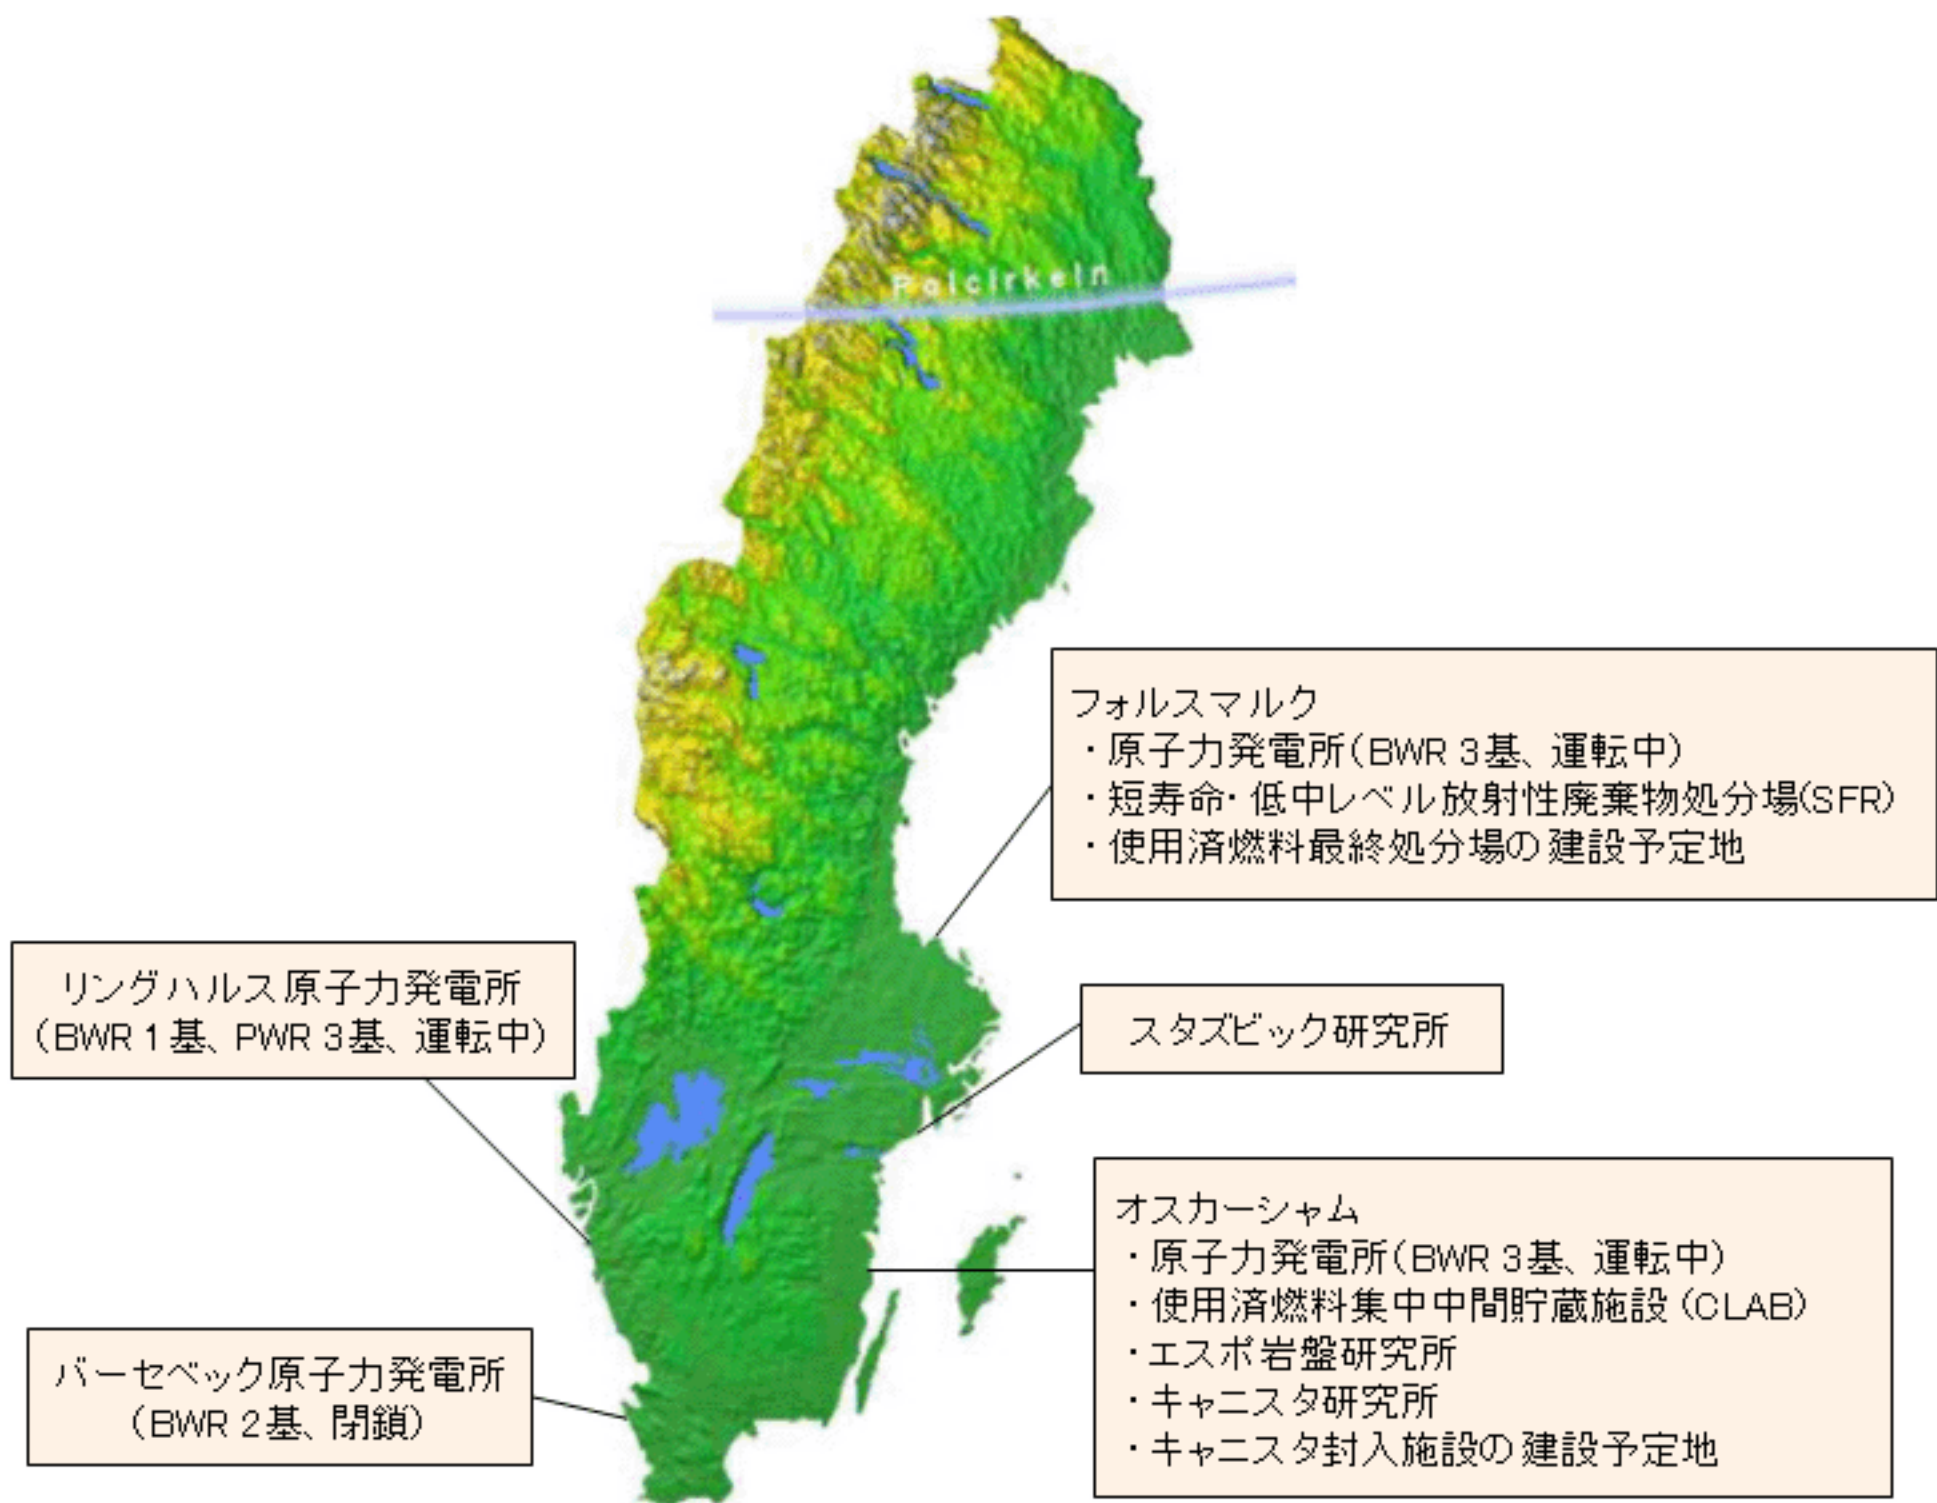 Polcirkeln
フォルスマルク
・原子力発電所(BWR 3基、運転中)
・短寿命・低中レベル放射性廃棄物処分場(SFR)
・使用済燃料最終処分場の建設予定地
リングハルス原子力発電所
(BWR 1基、PWR 3基、運転中)
スタズビック研究所
オスカーシャム
・原子力発電所(BWR 3基、運転中)
・使用済燃料集中中間貯蔵施設 (CLAB)
・エスポ岩盤研究所
・キャニスタ研究所
・キャニスタ封入施設の建設予定地
バーセベック原子力発電所
(BWR 2基、閉鎖)